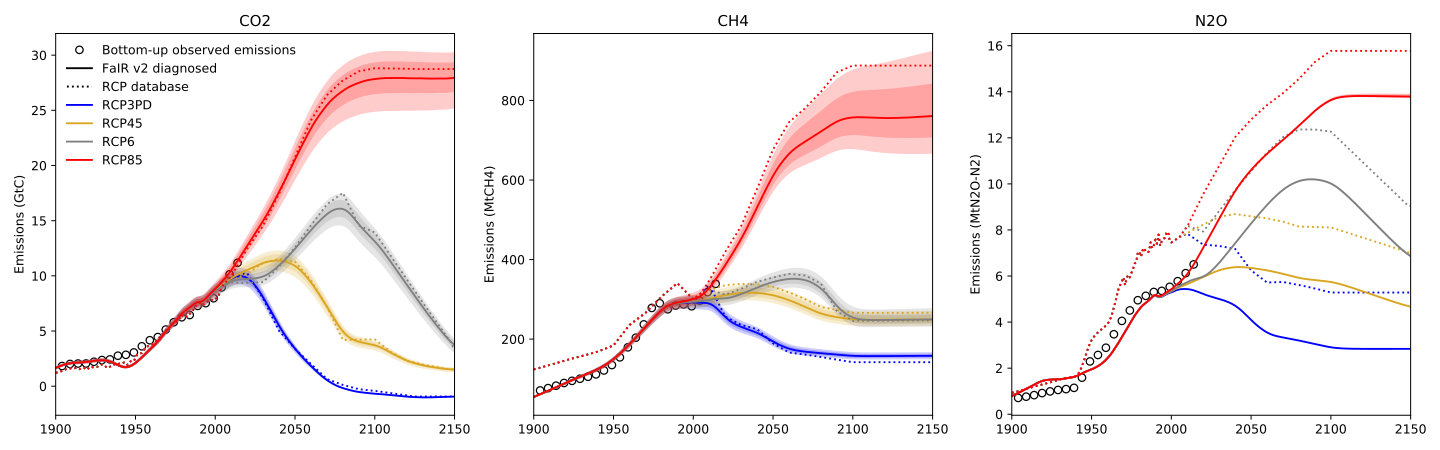 CO2
Emissions (GtC)
30
25
20
15
10
5
0
1900
1950
2000
2050
2100
2150
Bottom-up observed emissions
FaIR v2 diagnosed
RCP database
RCP3PD
RCP45
RCP6
RCP85
CH4
Emissions (MtCH4)
800
600
400
200
1900
1950
2000
2050
2100
2150
N2O
Emissions (MtN2O-N2)
16
14
12
10
8
6
4
2
0
1900
1950
2000
2050
2100
2150